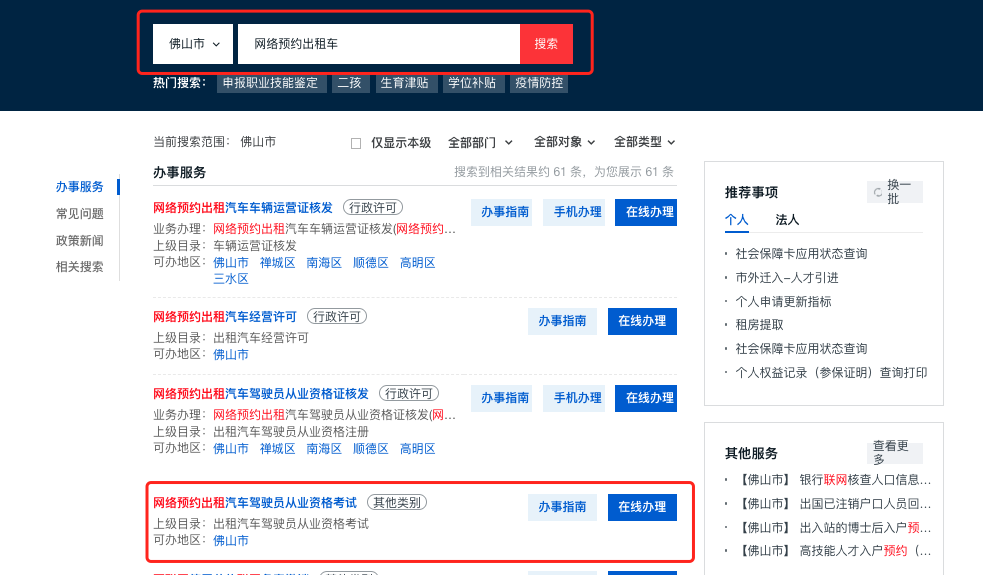 佛山市 网络预约出租车 搜索
热门搜索： 申报职业技能鉴定 二孩 生育津贴 学位补贴 疫情防控
当前搜索范围： 佛山市 仅显示本级 全部部门 全部对象 全部类型
办事服务 搜索到相关结果约 61 条，为您展示 61 条
办事服务
常见问题
政策新闻
相关搜索
网络预约出租汽车车辆运营证核发 行政许可 办事指南 手机办理 在线办理
业务办理： 网络预约出租汽车车辆运营证核发(网络预约...
上级目录： 车辆运营证核发
可办地区： 佛山市 禅城区 南海区 顺德区 高明区
三水区
网络预约出租汽车经营许可 行政许可 办事指南 在线办理
上级目录： 出租汽车经营许可
可办地区： 佛山市
网络预约出租汽车驾驶员从业资格证核发 行政许可 办事指南 手机办理 在线办理
业务办理： 网络预约出租汽车驾驶员从业资格证核发(网...
上级目录： 出租汽车驾驶员从业资格注册
可办地区： 佛山市 禅城区 南海区 顺德区 高明区
网络预约出租汽车驾驶员从业资格考试 其他类别 办事指南 在线办理
上级目录： 出租汽车驾驶员从业资格考试
可办地区： 佛山市
推荐事项 换一
批
个人 法人
· 社会保障卡应用状态查询
· 市外迁入–人才引进
· 个人申请更新指标
· 租房提取
· 社会保障卡应用状态查询
· 个人权益记录（参保证明）查询打印
其他服务 查看更
多
· 【佛山市】 银行联网核查人口信息...
· 【佛山市】 出国已注销户口人员回...
· 【佛山市】 出入站的博士后入户预...
· 【佛山市】 高技能人才入户预约（...